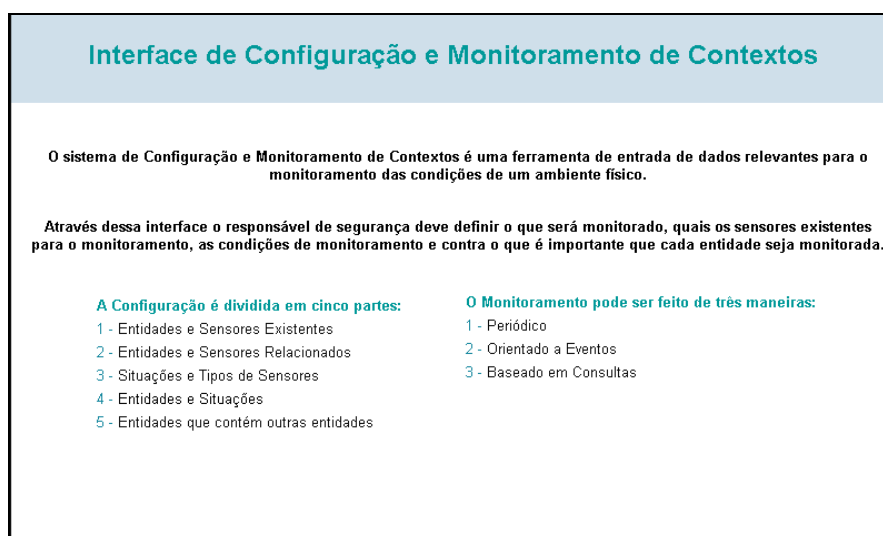 Interface de Configuração e Monitoramento de Contextos
O sistema de Configuração e Monitoramento de Contextos é uma ferramenta de entrada de dados relevantes para o
monitoramento das condições de um ambiente físico.
Através dessa interface o responsável de segurança deve definir o que será monitorado, quais os sensores existentes
para o monitoramento, as condições de monitoramento e contra o que é importante que cada entidade seja monitorada.
A Configuração é dividida em cinco partes:
1 - Entidades e Sensores Existentes
2 - Entidades e Sensores Relacionados
3 - Situações e Tipos de Sensores
4 - Entidades e Situações
5 - Entidades que contém outras entidades
O Monitoramento pode ser feito de três maneiras:
1 - Periódico
2 - Orientado a Eventos
3 - Baseado em Consultas